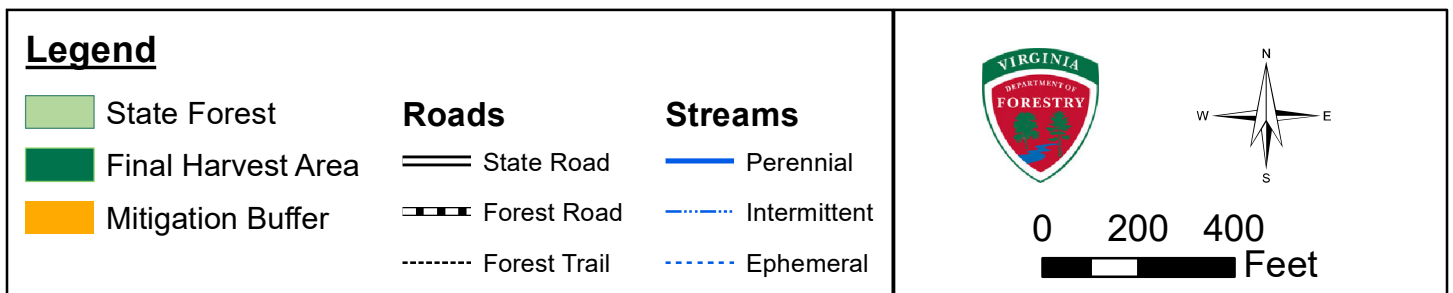 Legend
State Forest
Final Harvest Area
Mitigation Buffer
Roads
State Road
Forest Road
Forest Trail
Streams
Perennial
Intermittent
Ephemeral
VIRGINIA
DEPARTMENT OF
FORESTRY
N
W E
S
0 200 400
Feet